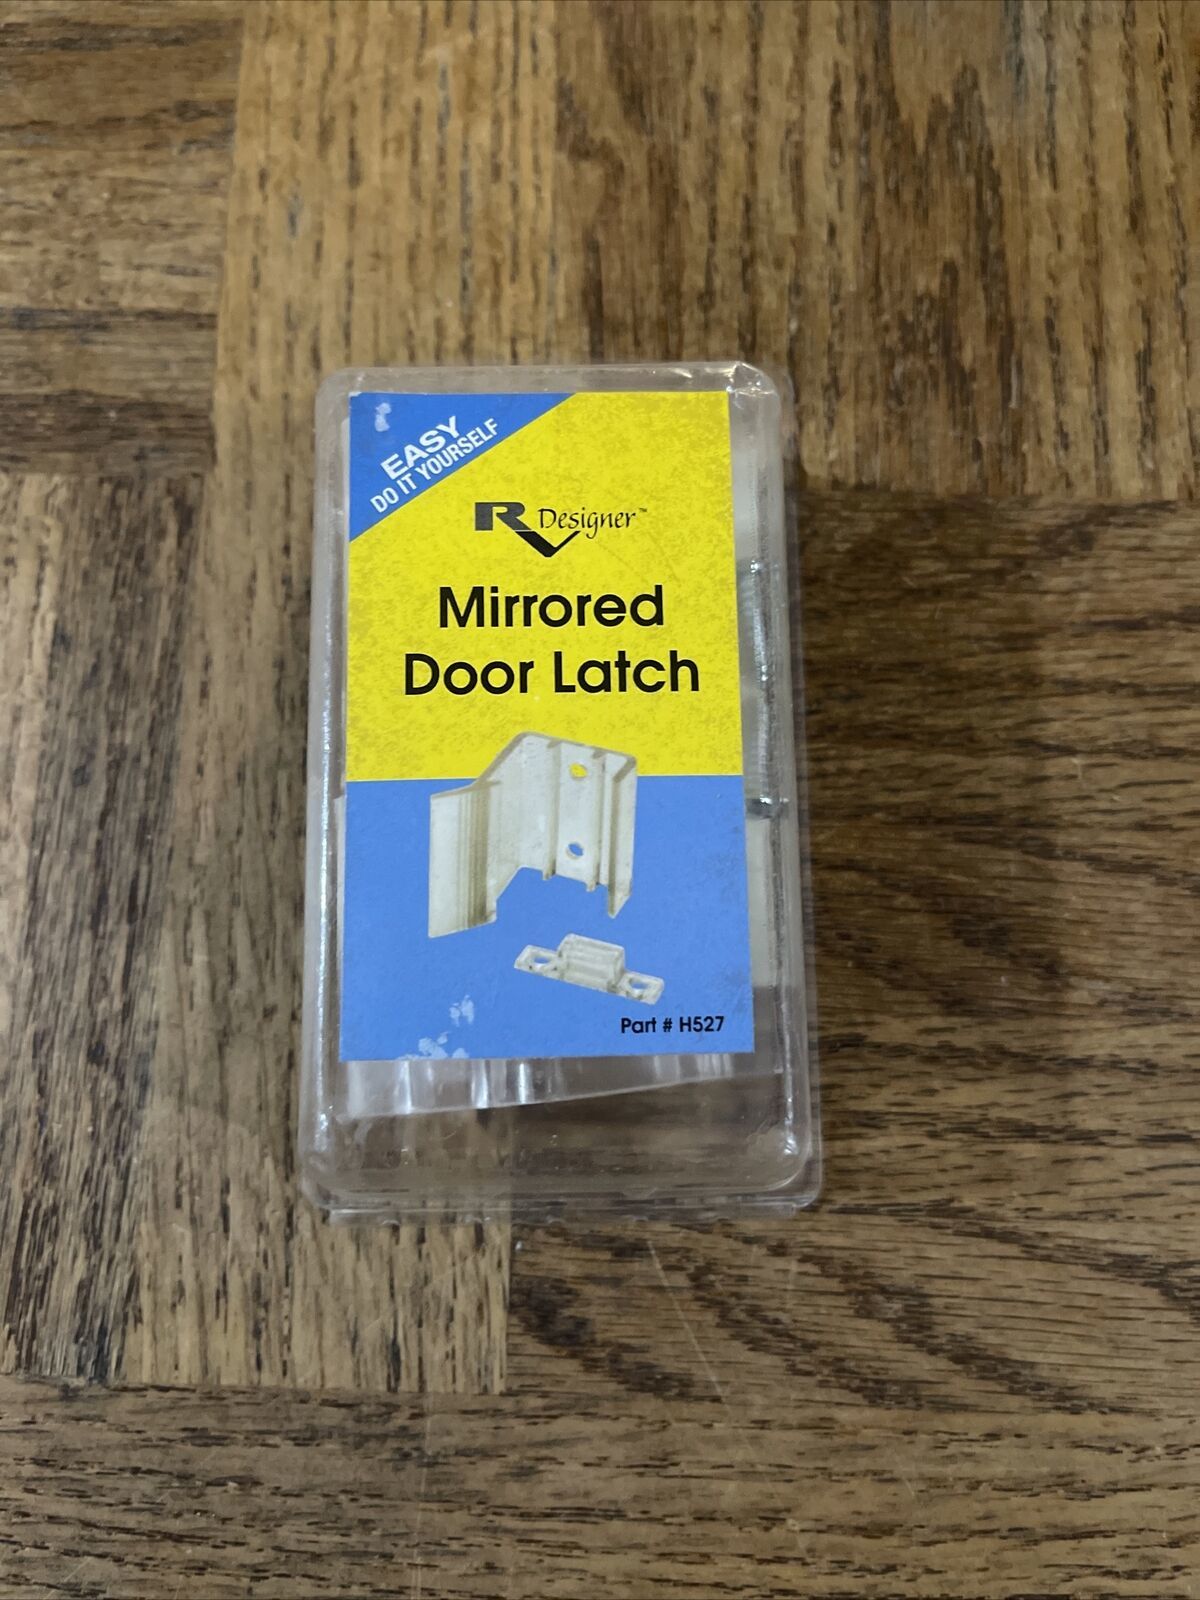 EASY
DO IT YOURSELF
RV Designer™
Mirrored
Door Latch
Part # H527